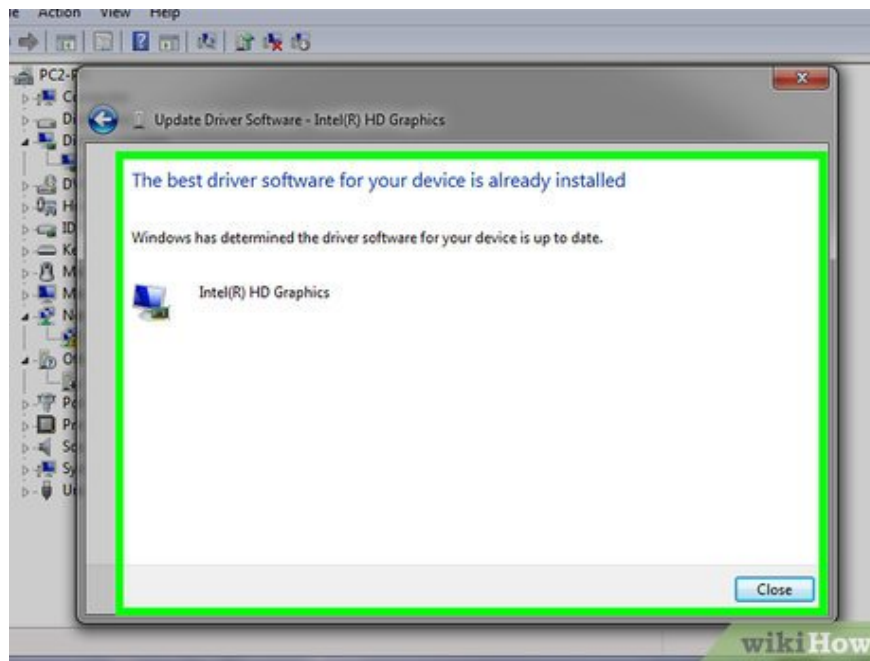 Action View Help
PC2-
Update Driver Software - Intel(R) HD Graphics
The best driver software for your device is already installed
Windows has determined the driver software for your device is up to date.
Intel(R) HD Graphics
Close
wikiHow